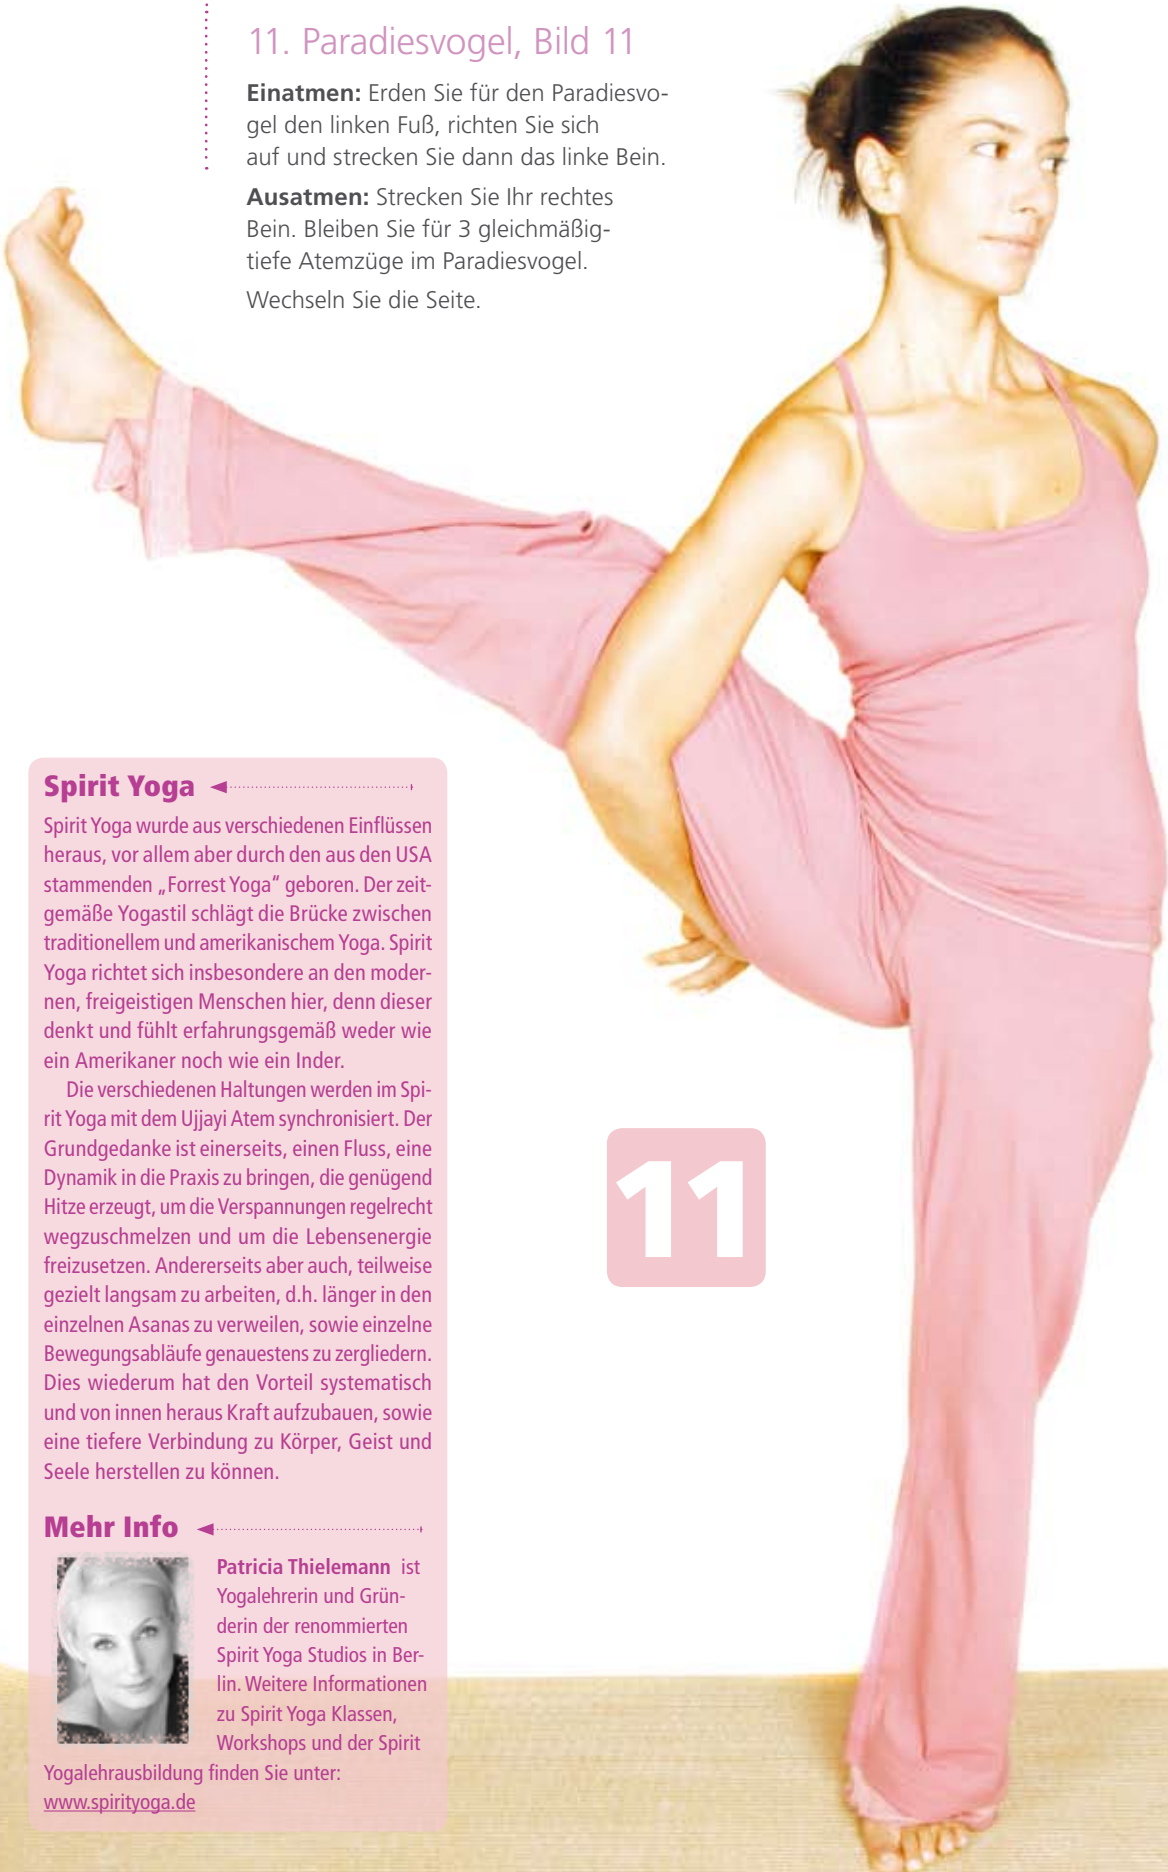 11. Paradiesvogel, Bild 11
Einatmen: Erden Sie für den Paradiesvo-
gel den linken Fuß, richten Sie sich
auf und strecken Sie dann das linke Bein.
Ausatmen: Strecken Sie Ihr rechtes
Bein. Bleiben Sie für 3 gleichmäßig-
tiefe Atemzüge im Paradiesvogel.
Wechseln Sie die Seite.
Spirit Yoga
Spirit Yoga wurde aus verschiedenen Einflüssen
heraus, vor allem aber durch den aus den USA
stammenden „Forrest Yoga“ geboren. Der zeit-
gemäße Yogastil schlägt die Brücke zwischen
traditionellem und amerikanischem Yoga. Spirit
Yoga richtet sich insbesondere an den moder-
nen, freigeistigen Menschen hier, denn dieser
denkt und fühlt erfahrungsgemäß weder wie
ein Amerikaner noch wie ein Inder.
Die verschiedenen Haltungen werden im Spi-
rit Yoga mit dem Ujjayi Atem synchronisiert. Der
Grundgedanke ist einerseits, einen Fluss, eine
Dynamik in die Praxis zu bringen, die genügend
Hitze erzeugt, um die Verspannungen regelrecht
wegzuschmelzen und um die Lebensenergie
freizusetzen. Andererseits aber auch, teilweise
gezielt langsam zu arbeiten, d.h. länger in den
einzelnen Asanas zu verweilen, sowie einzelne
Bewegungsabläufe genauestens zu zergliedern.
Dies wiederum hat den Vorteil systematisch
und von innen heraus Kraft aufzubauen, sowie
eine tiefere Verbindung zu Körper, Geist und
Seele herstellen zu können.
Mehr Info
Patricia Thielemann ist
Yogalehrerin und Grün-
derin der renommierten
Spirit Yoga Studios in Ber-
lin. Weitere Informationen
zu Spirit Yoga Klassen,
Workshops und der Spirit
Yogalehrausbildung finden Sie unter:
www.spirityoga.de
11